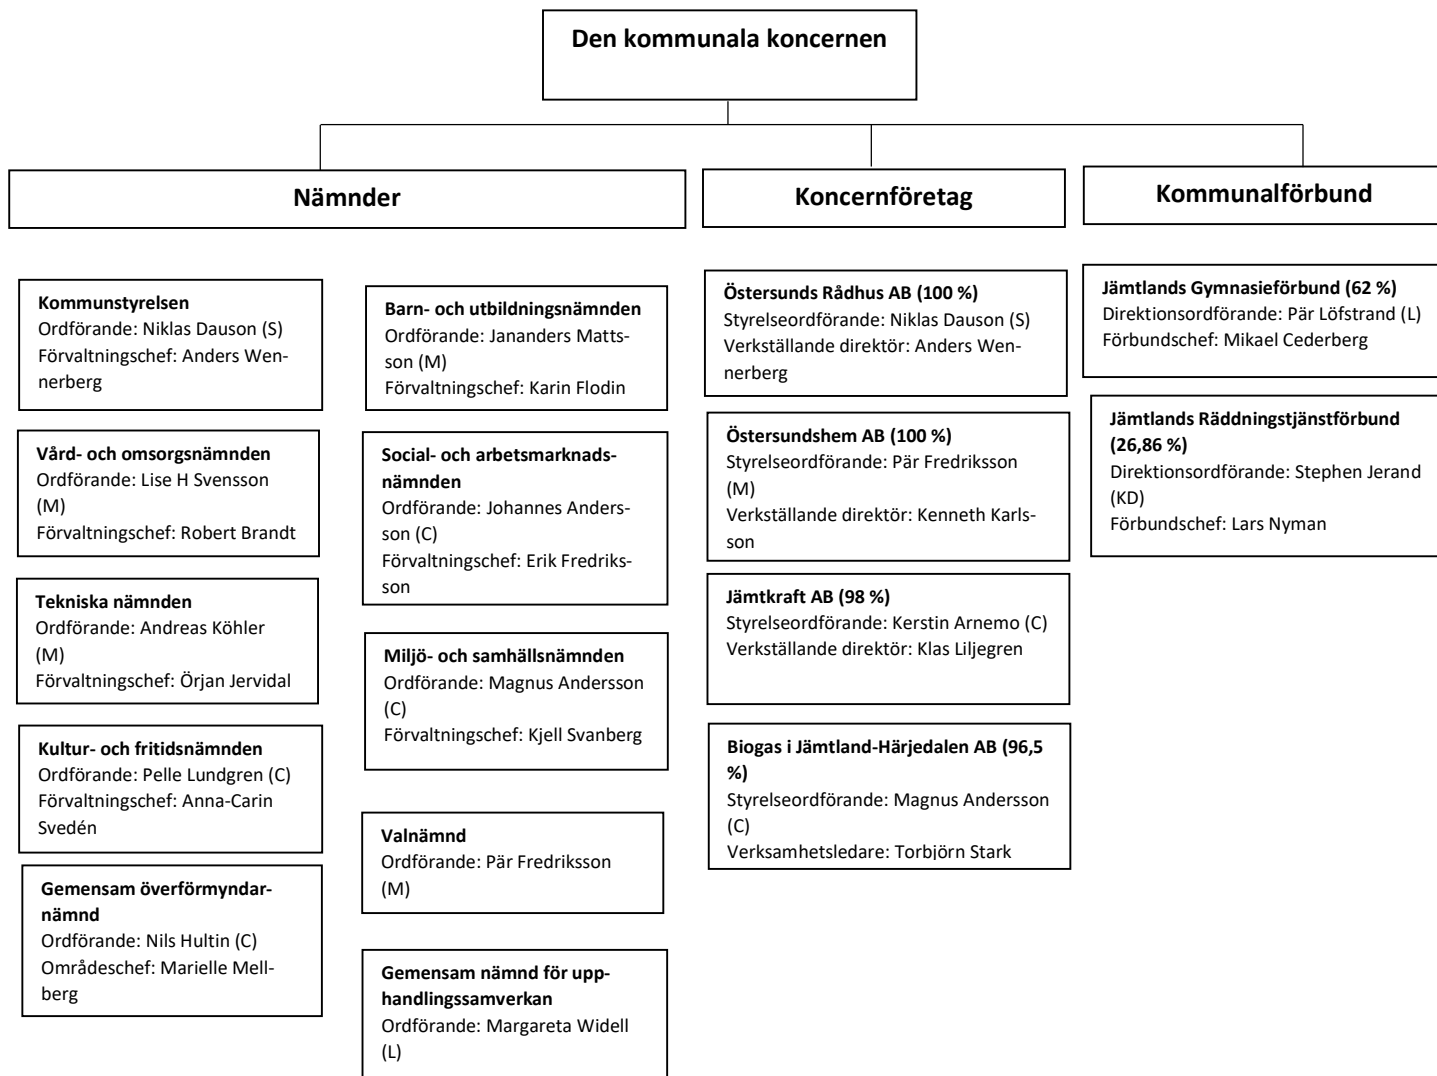 Den kommunala koncernen
Nämnder
Kommunstyrelsen
Ordförande: Niklas Dauson (S)
Förvaltningschef: Anders Wen-
nerberg
Vård- och omsorgsnämnden
Ordförande: Lise H Svensson
(M)
Förvaltningschef: Robert Brandt
Tekniska nämnden
Ordförande: Andreas Köhler
(M)
Förvaltningschef: Örjan Jervidal
Kultur- och fritidsnämnden
Ordförande: Pelle Lundgren (C)
Förvaltningschef: Anna-Carin
Svedén
Gemensam överförmyndar-
nämnd
Ordförande: Nils Hultin (C)
Områdeschef: Marielle Mell-
berg
Barn- och utbildningsnämnden
Ordförande: Jananders Matts-
son (M)
Förvaltningschef: Karin Flodin
Social- och arbetsmarknads-
nämnden
Ordförande: Johannes Anders-
son (C)
Förvaltningschef: Erik Fredriks-
son
Miljö- och samhällsnämnden
Ordförande: Magnus Andersson
(C)
Förvaltningschef: Kjell Svanberg
Valnämnd
Ordförande: Pär Fredriksson
(M)
Gemensam nämnd för upp-
handlingssamverkan
Ordförande: Margareta Widell
(L)
Koncernföretag
Östersunds Rådhus AB (100 %)
Styrelseordförande: Niklas Dauson (S)
Verkställande direktör: Anders Wen-
nerberg
Östersundshem AB (100 %)
Styrelseordförande: Pär Fredriksson
(M)
Verkställande direktör: Kenneth Karls-
son
Jämtkraft AB (98 %)
Styrelseordförande: Kerstin Arnemo (C)
Verkställande direktör: Klas Liljegren
Biogas i Jämtland-Härjedalen AB (96,5
%)
Styrelseordförande: Magnus Andersson
(C)
Verksamhetsledare: Torbjörn Stark
Kommunalförbund
Jämtlands Gymnasieförbund (62 %)
Direktionsordförande: Pär Löfstrand (L)
Förbundschef: Mikael Cederberg
Jämtlands Räddningstjänstförbund
(26,86 %)
Direktionsordförande: Stephen Jerand
(KD)
Förbundschef: Lars Nyman